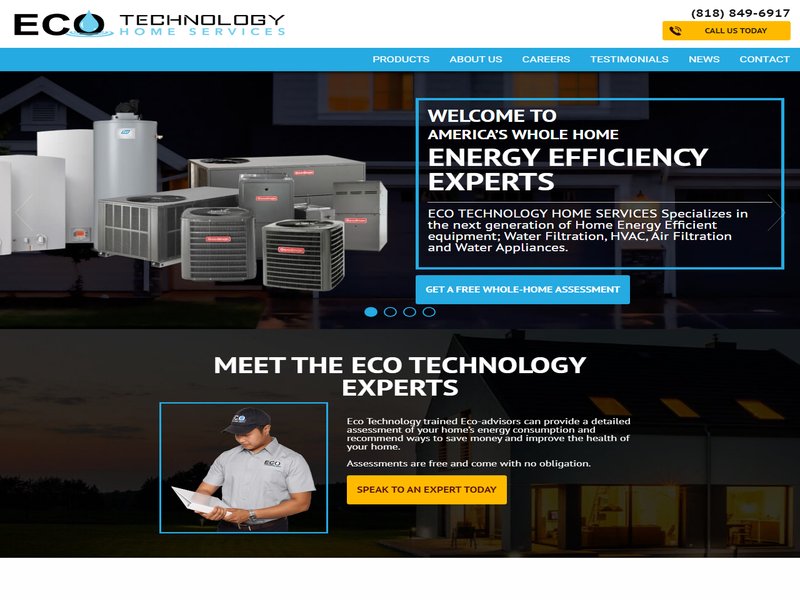 ECO TECHNOLOGY
HOME SERVICES
(818) 849-6917
CALL US TODAY
PRODUCTS ABOUT US CAREERS TESTIMONIALS NEWS CONTACT
WELCOME TO
AMERICA'S WHOLE HOME
ENERGY EFFICIENCY
EXPERTS
ECO TECHNOLOGY HOME SERVICES Specializes in
the next generation of Home Energy Efficient
equipment; Water Filtration, HVAC, Air Filtration
and Water Appliances.
GET A FREE WHOLE-HOME ASSESSMENT
MEET THE ECO TECHNOLOGY
EXPERTS
Eco Technology trained Eco-advisors can provide a detailed
assessment of your home's energy consumption and
recommend ways to save money and improve the health of
your home.
Assessments are free and come with no obligation.
SPEAK TO AN EXPERT TODAY
ECO
ECO